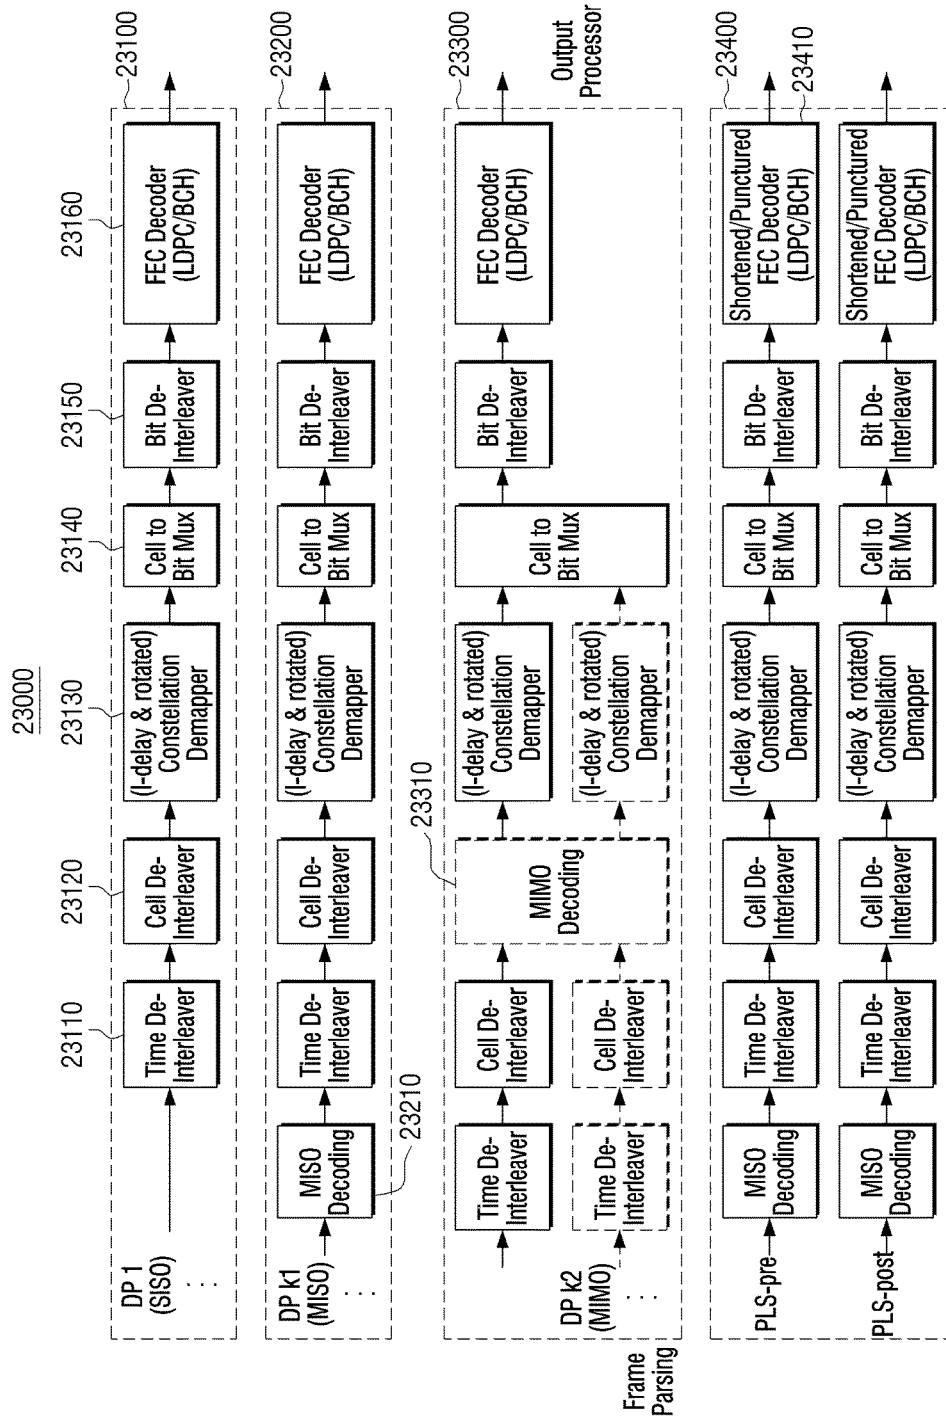 23000
23110
23120
23130
23140
23150
23160
23100
DP 1
(SISO)
Time De-
Interleaver
Cell De-
Interleaver
(I-delay & rotated)
Constellation
Demapper
Cell to
Bit Mux
Bit De-
Interleaver
FEC Decoder
(LDPC/BCH)
23200
DP k1
(MISO)
MISO
Decoding
23210
Time De-
Interleaver
Cell De-
Interleaver
(I-delay & rotated)
Constellation
Demapper
Cell to
Bit Mux
Bit De-
Interleaver
FEC Decoder
(LDPC/BCH)
23310
23300
Time De-
Interleaver
Cell De-
Interleaver
MIMO
Decoding
(I-delay & rotated)
Constellation
Demapper
Cell to
Bit Mux
Bit De-
Interleaver
FEC Decoder
(LDPC/BCH)
Output
Processor
DP k2
(MIMO)
Time De-
Interleaver
Cell De-
Interleaver
(I-delay & rotated)
Constellation
Demapper
Frame
Parsing
23400
PLS-pre
MISO
Decoding
Time De-
Interleaver
Cell De-
Interleaver
(I-delay & rotated)
Constellation
Demapper
Cell to
Bit Mux
Bit De-
Interleaver
Shortened/Punctured
FEC Decoder
(LDPC/BCH)
23410
PLS-post
MISO
Decoding
Time De-
Interleaver
Cell De-
Interleaver
(I-delay & rotated)
Constellation
Demapper
Cell to
Bit Mux
Bit De-
Interleaver
Shortened/Punctured
FEC Decoder
(LDPC/BCH)